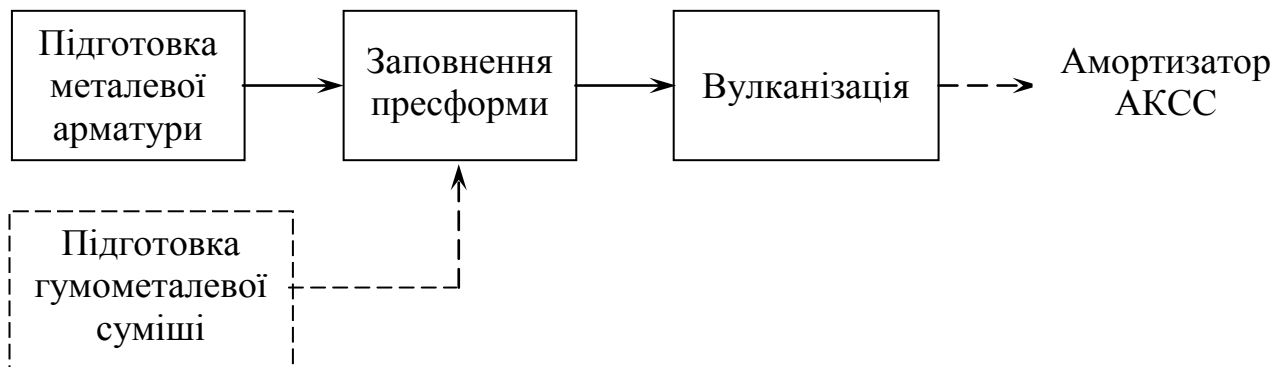 Підготовка
металевої
арматури
Заповнення
пресформи
Вулканізація
Амортизатор
АКСС
Підготовка
гумометалевої
суміші